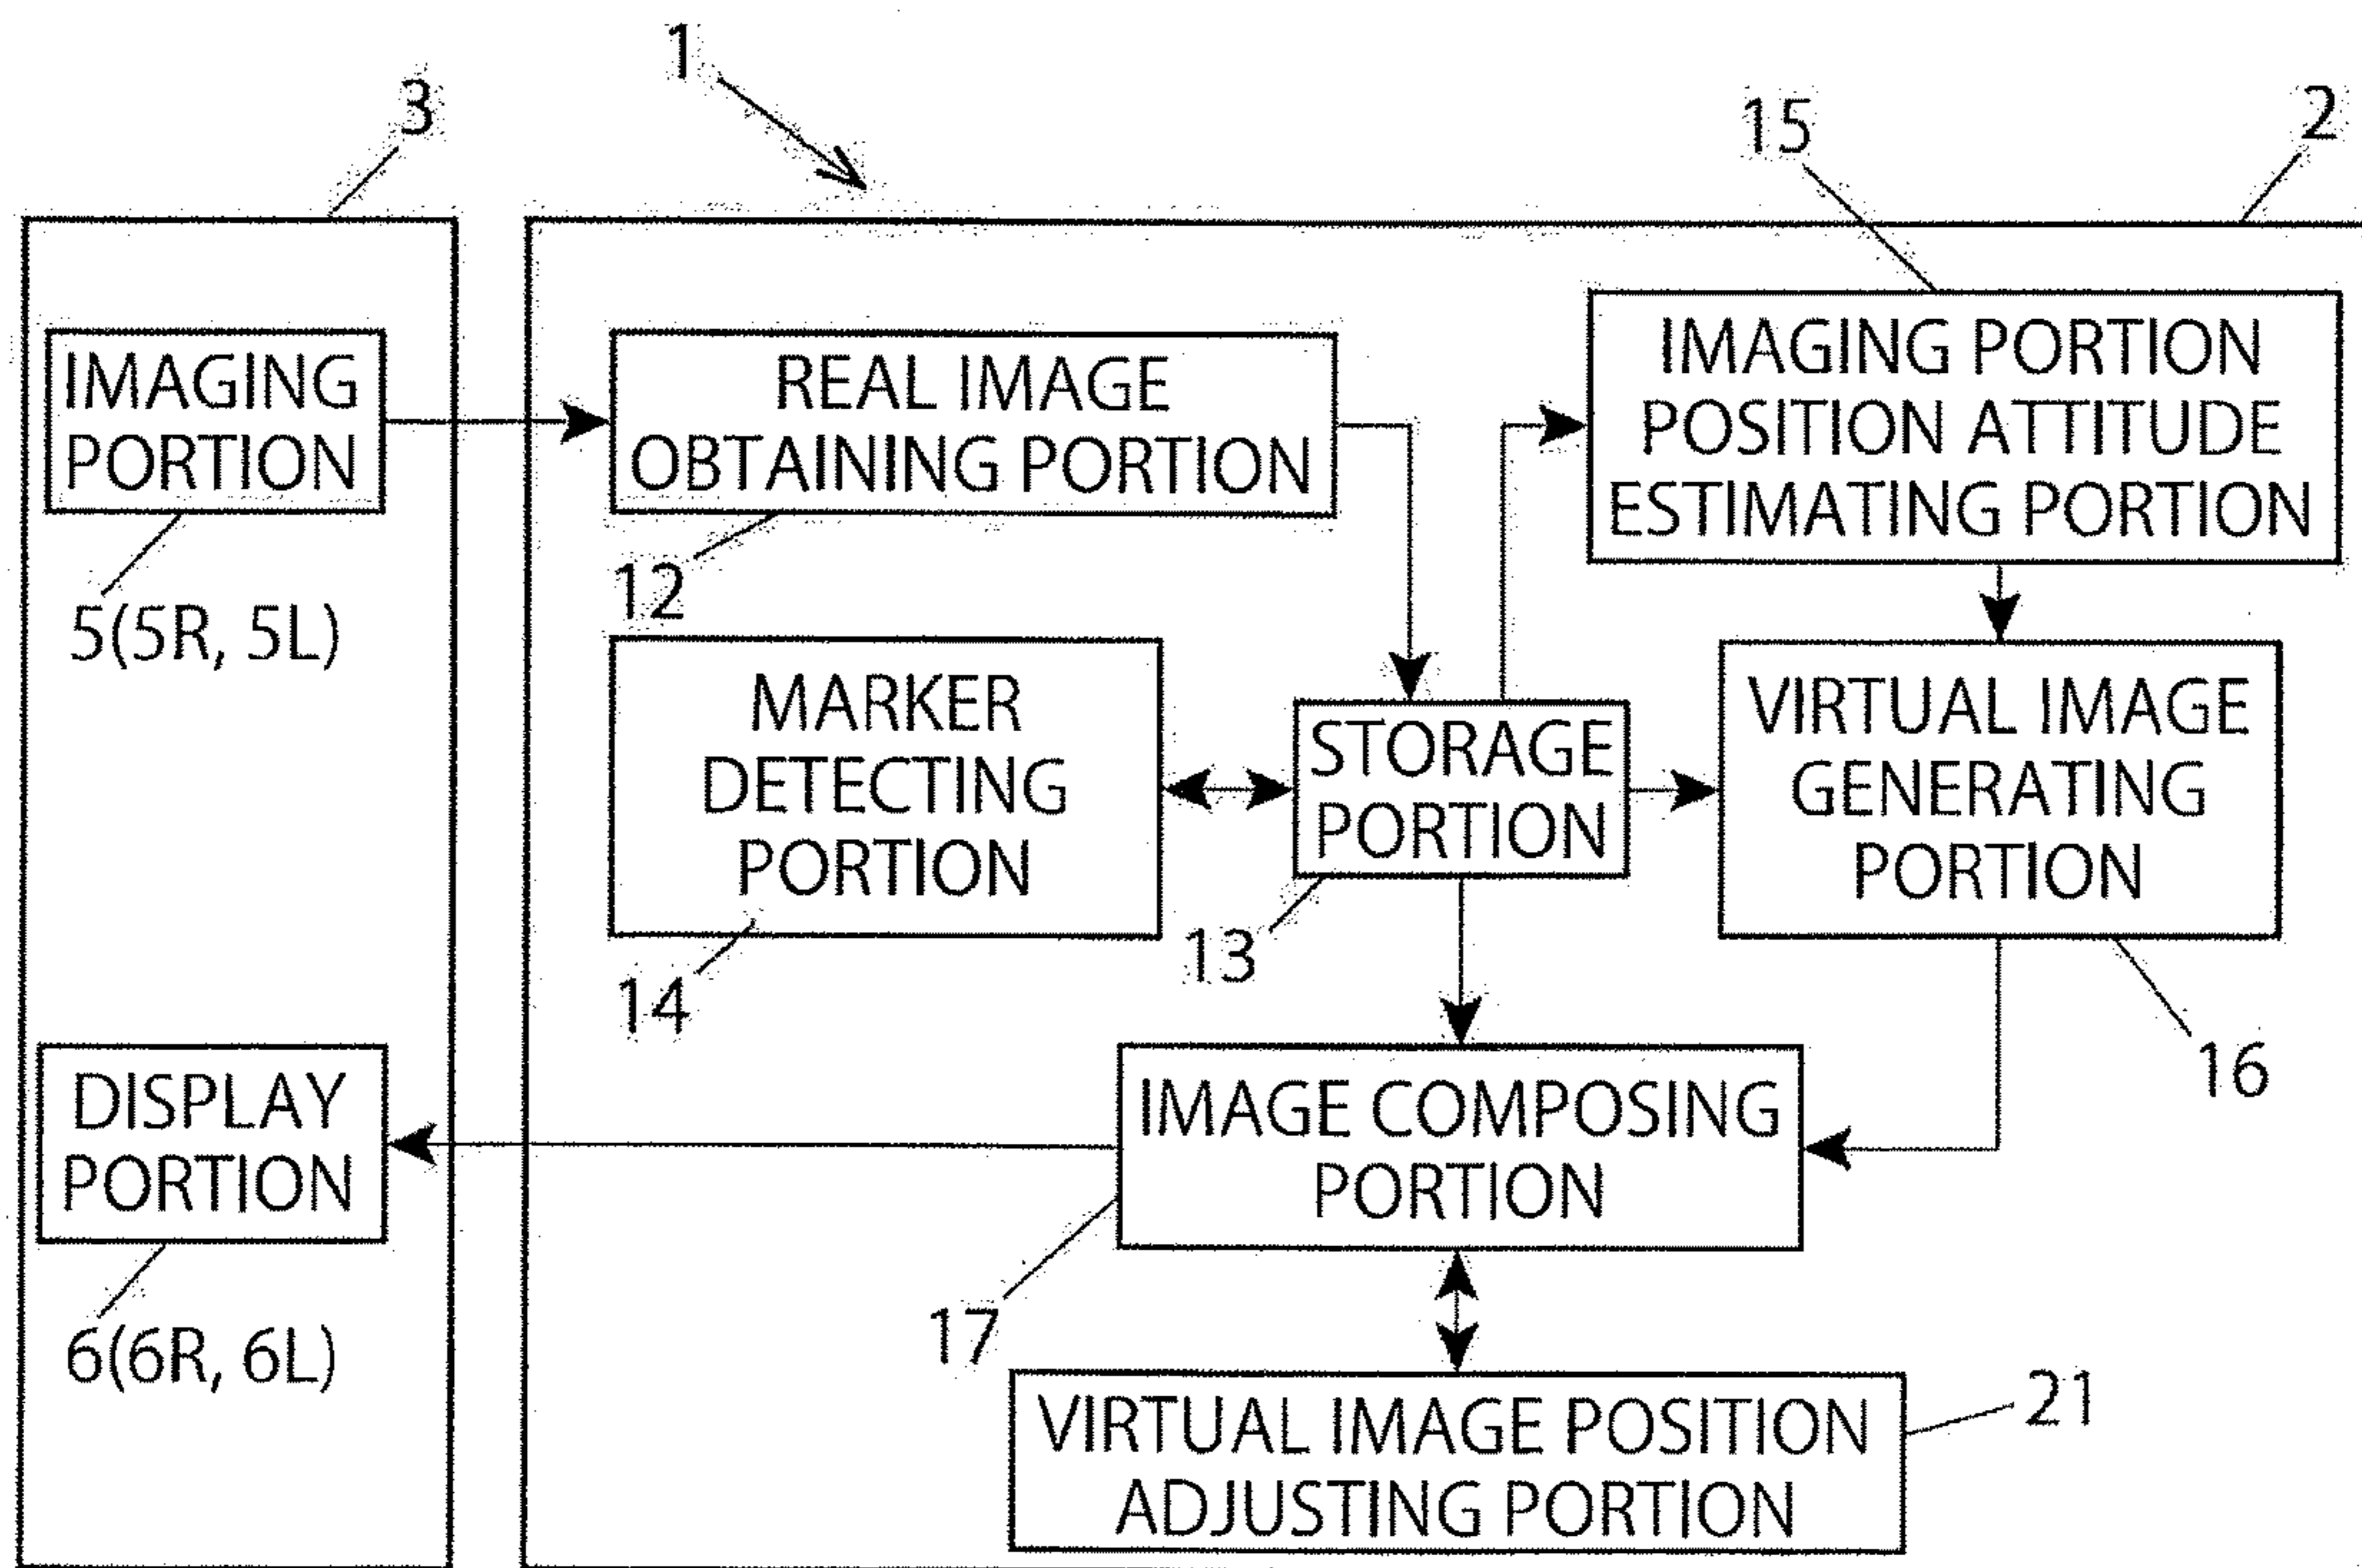 1
3
15
2
IMAGING
PORTION
5(5R, 5L)
REAL IMAGE
OBTAINING PORTION
12
IMAGING PORTION
POSITION ATTITUDE
ESTIMATING PORTION
MARKER
DETECTING
PORTION
14
STORAGE
PORTION
13
VIRTUAL IMAGE
GENERATING
PORTION
16
DISPLAY
PORTION
6(6R, 6L)
IMAGE COMPOSING
PORTION
17
VIRTUAL IMAGE POSITION
ADJUSTING PORTION
21